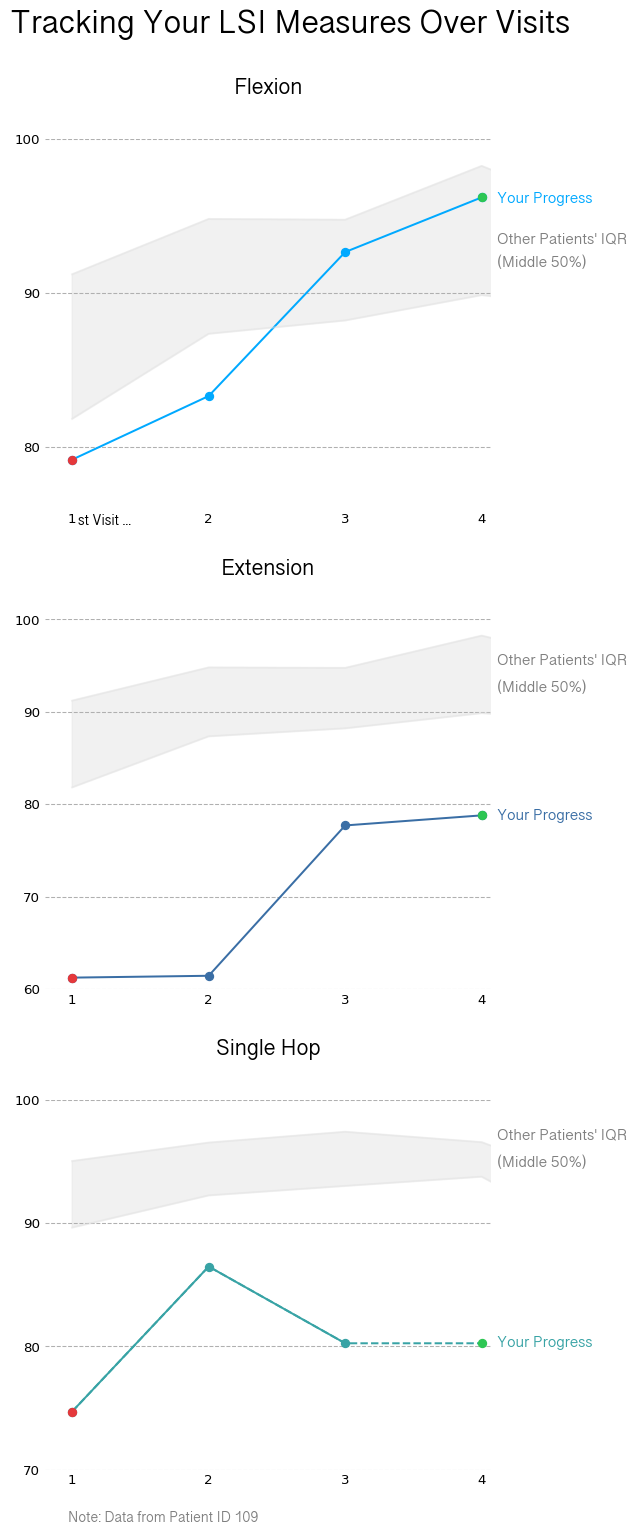 Tracking Your LSI Measures Over Visits
Flexion
100
Your Progress
Other Patients' IQR
(Middle 50%)
90
80
1 st Visit ... 2 3 4
Extension
100
Other Patients' IQR
(Middle 50%)
90
80
Your Progress
70
60
1 2 3 4
Single Hop
100
Other Patients' IQR
(Middle 50%)
90
80
Your Progress
70
1 2 3 4
Note: Data from Patient ID 109